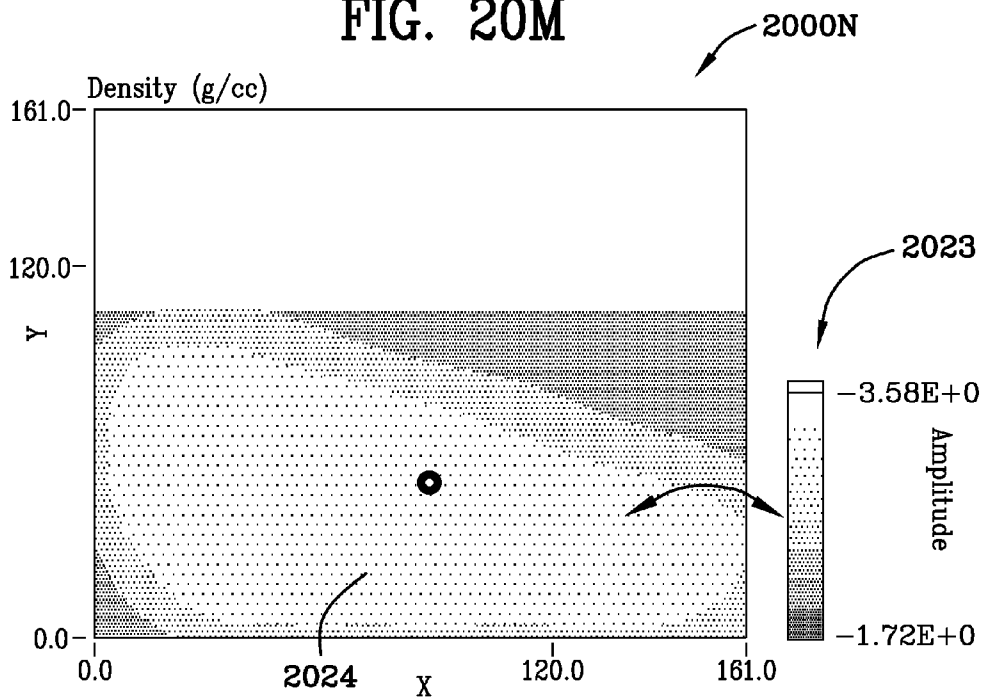 FIG. 20M
2000N
Density (g/cc)
161.0
120.0
Y
0.0
0.0
2024
X
120.0
161.0
2023
-3.58E+0
Amplitude
-1.72E+0